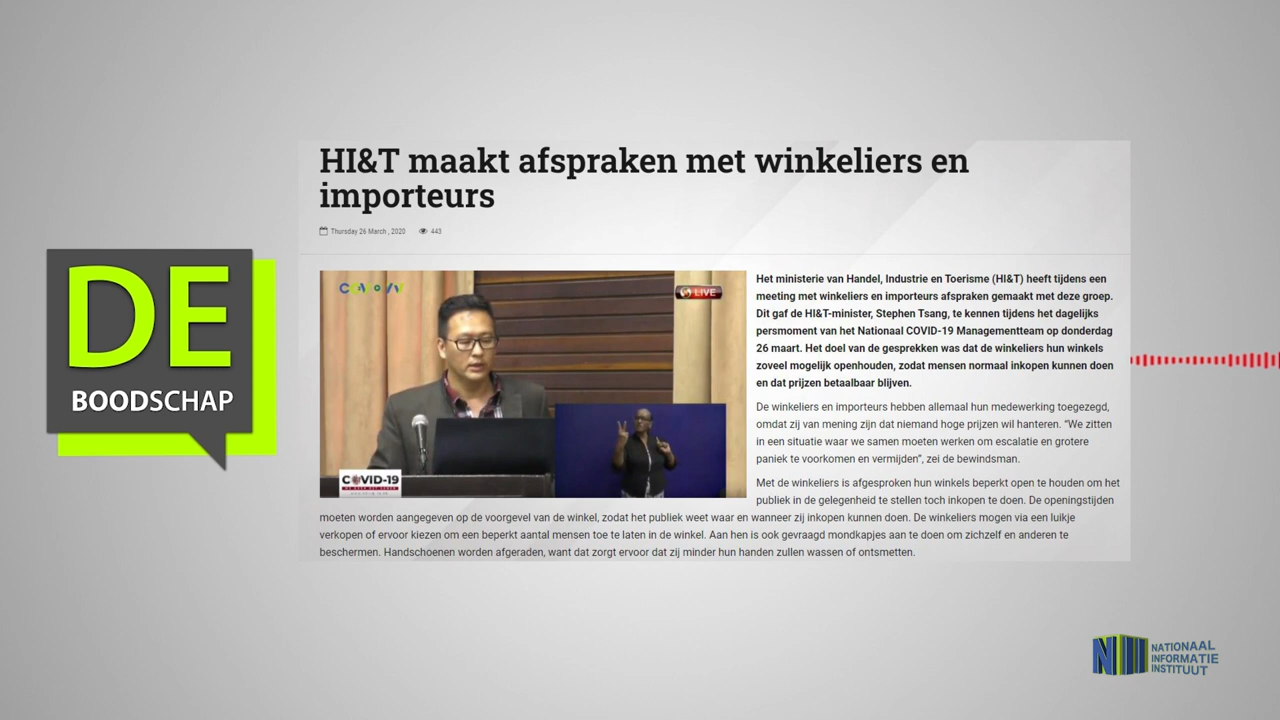 HI&T maakt afspraken met winkeliers en
importeurs
Thursday 26 March , 2020 443
DE
BOODSCHAP
LIVE
COVID-19
Het ministerie van Handel, Industrie en Toerisme (HI&T) heeft tijdens een
meeting met winkeliers en importeurs afspraken gemaakt met deze groep.
Dit gaf de HI&T-minister, Stephen Tsang, te kennen tijdens het dagelijks
persmoment van het Nationaal COVID-19 Managementteam op donderdag
26 maart. Het doel van de gesprekken was dat de winkeliers hun winkels
zoveel mogelijk openhouden, zodat mensen normaal inkopen kunnen doen
en dat prijzen betaalbaar blijven.
De winkeliers en importeurs hebben allemaal hun medewerking toegezegd,
omdat zij van mening zijn dat niemand hoge prijzen wil hanteren. “We zitten
in een situatie waar we samen moeten werken om escalatie en grotere
paniek te voorkomen en vermijden”, zei de bewindsman.
Met de winkeliers is afgesproken hun winkels beperkt open te houden om het
publiek in de gelegenheid te stellen toch inkopen te doen. De openingstijden
moeten worden aangegeven op de voorgevel van de winkel, zodat het publiek weet waar en wanneer zij inkopen kunnen doen. De winkeliers mogen via een luikje
verkopen of ervoor kiezen om een beperkt aantal mensen toe te laten in de winkel. Aan hen is ook gevraagd mondkapjes aan te doen om zichzelf en anderen te
beschermen. Handschoenen worden afgeraden, want dat zorgt ervoor dat zij minder hun handen zullen wassen of ontsmetten.
NATIONAAL
INFORMATIE
INSTITUUT